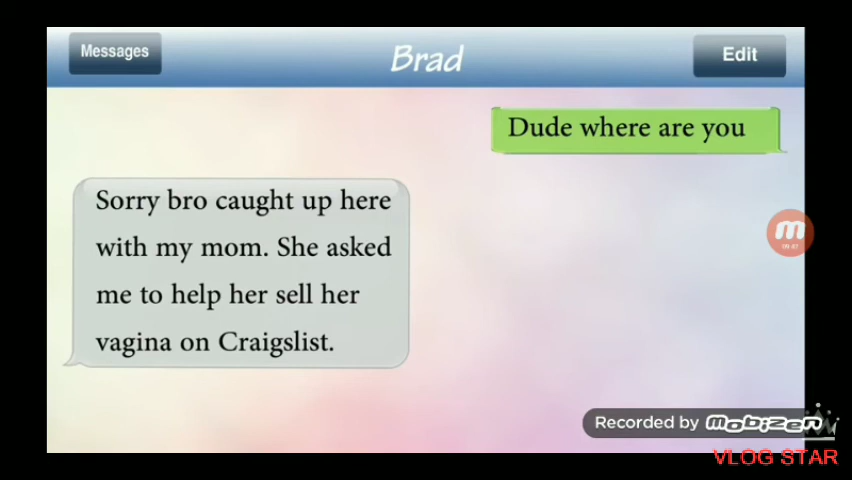 Messages
Brad
Edit
Dude where are you
Sorry bro caught up here
with my mom. She asked
me to help her sell her
vagina on Craigslist.
Recorded by mobizen
VLOG STAR